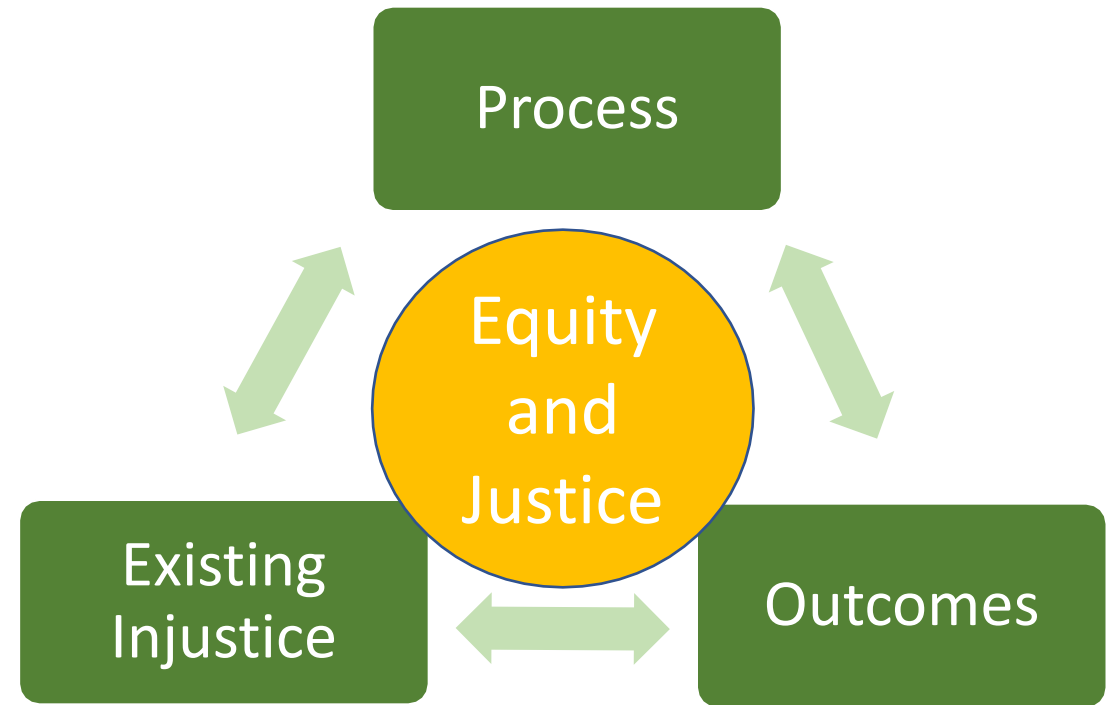 Process
Equity
and
Justice
Existing
Injustice
Outcomes